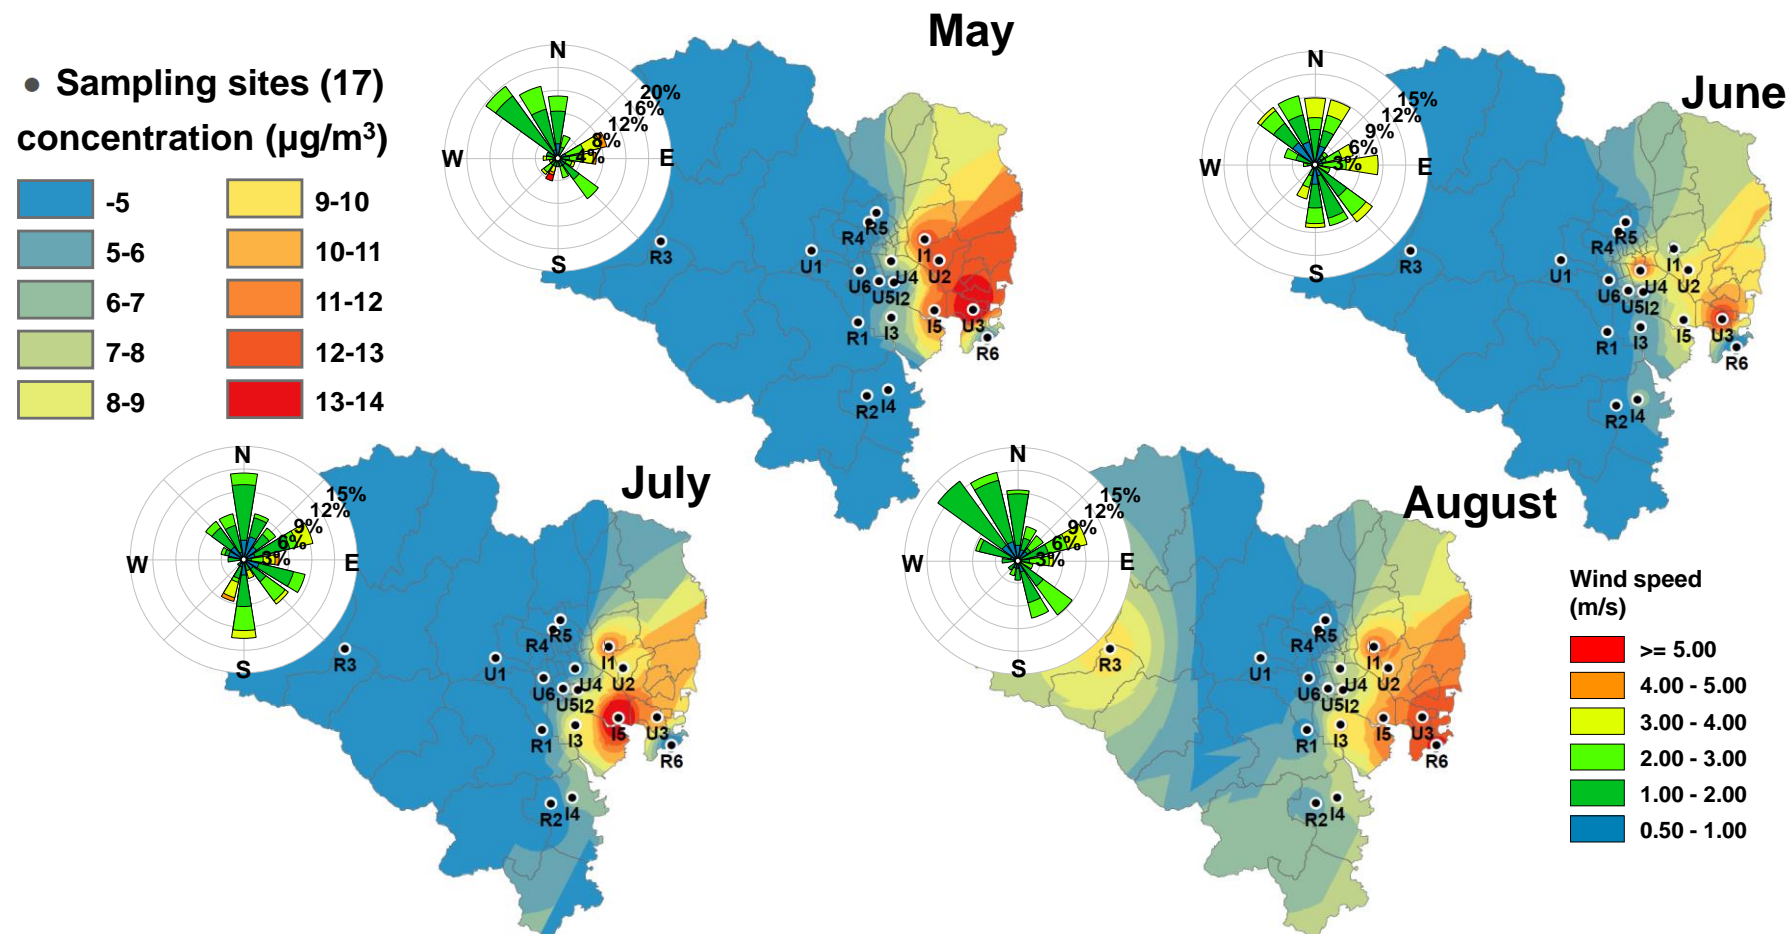 May
● Sampling sites (17)
concentration (µg/m³)
-5
5-6
6-7
7-8
8-9
9-10
10-11
11-12
12-13
13-14
N
W
E
S
20%
16%
12%
8%
4%
R3
U1
R4
R5
I1
U2
U4
U6
U5
I2
R1
I3
I5
U3
R6
R2
I4
June
N
W
E
S
15%
12%
9%
6%
3%
R3
U1
R4
R5
I1
U2
U4
U6
U5
I2
R1
I3
I5
U3
R6
R2
I4
July
N
W
E
S
15%
12%
9%
6%
3%
R3
U1
R4
R5
I1
U2
U4
U6
U5
I2
R1
I3
I5
U3
R6
R2
I4
August
N
W
E
S
15%
12%
9%
6%
3%
R3
U1
R4
R5
I1
U2
U4
U6
U5
I2
R1
I3
I5
U3
R6
R2
I4
Wind speed
(m/s)
>= 5.00
4.00 - 5.00
3.00 - 4.00
2.00 - 3.00
1.00 - 2.00
0.50 - 1.00